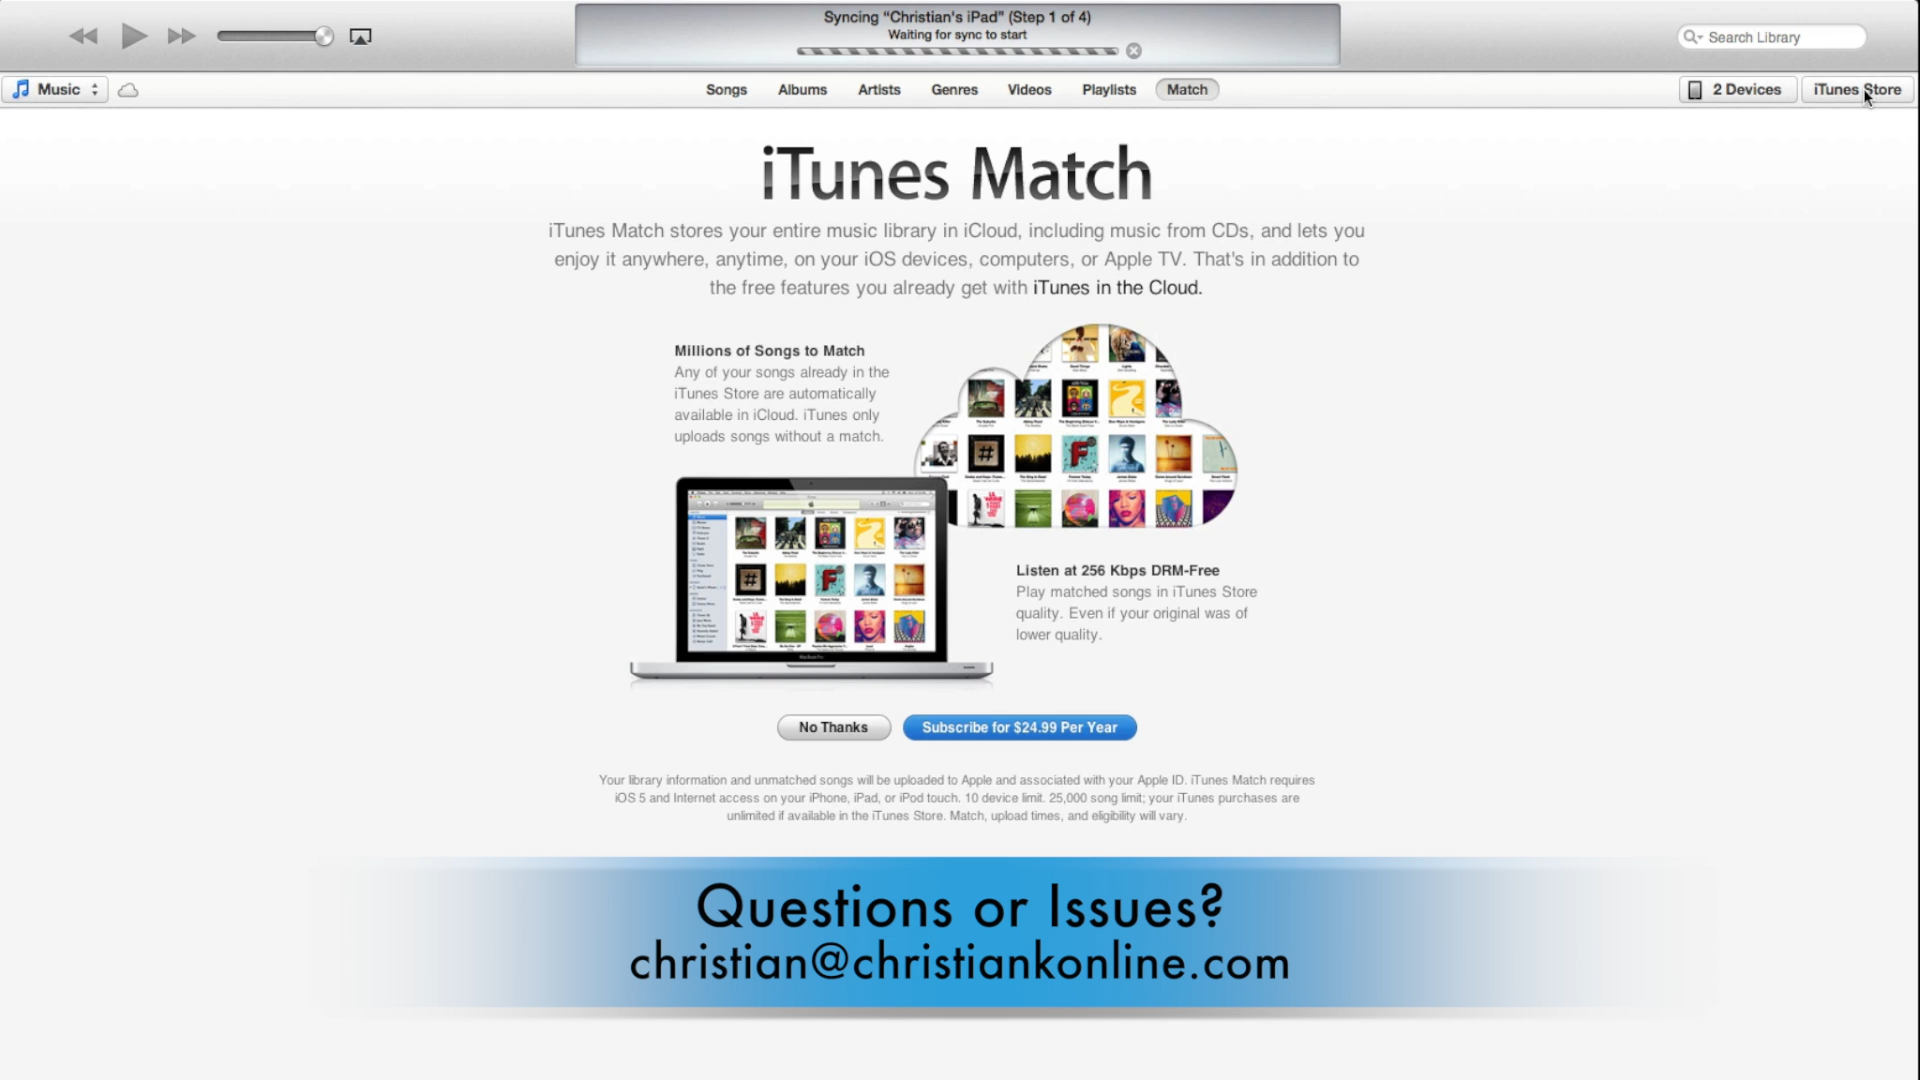 Syncing “Christian's iPad” (Step 1 of 4)
Waiting for sync to start
Search Library
Music
Songs
Albums
Artists
Genres
Videos
Playlists
Match
2 Devices
iTunes Store
iTunes Match
iTunes Match stores your entire music library in iCloud, including music from CDs, and lets you
enjoy it anywhere, anytime, on your iOS devices, computers, or Apple TV. That's in addition to
the free features you already get with iTunes in the Cloud.
Millions of Songs to Match
Any of your songs already in the
iTunes Store are automatically
available in iCloud. iTunes only
uploads songs without a match.
Listen at 256 Kbps DRM-Free
Play matched songs in iTunes Store
quality. Even if your original was of
lower quality.
No Thanks
Subscribe for $24.99 Per Year
Your library information and unmatched songs will be uploaded to Apple and associated with your Apple ID. iTunes Match requires
iOS 5 and Internet access on your iPhone, iPad, or iPod touch. 10 device limit. 25,000 song limit; your iTunes purchases are
unlimited if available in the iTunes Store. Match, upload times, and eligibility will vary.
Questions or Issues?
christian@christiankonline.com